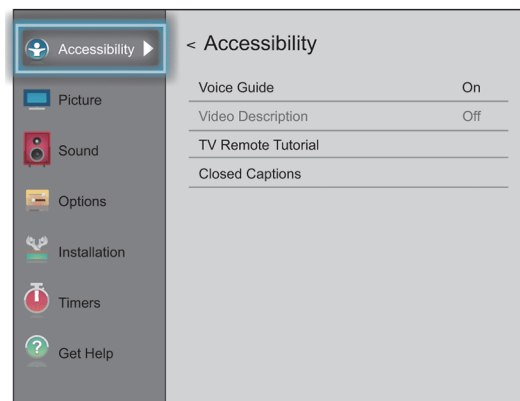 Accessibility
Picture
Sound
Options
Installation
Timers
Get Help
< Accessibility
Voice Guide On
Video Description Off
TV Remote Tutorial
Closed Captions